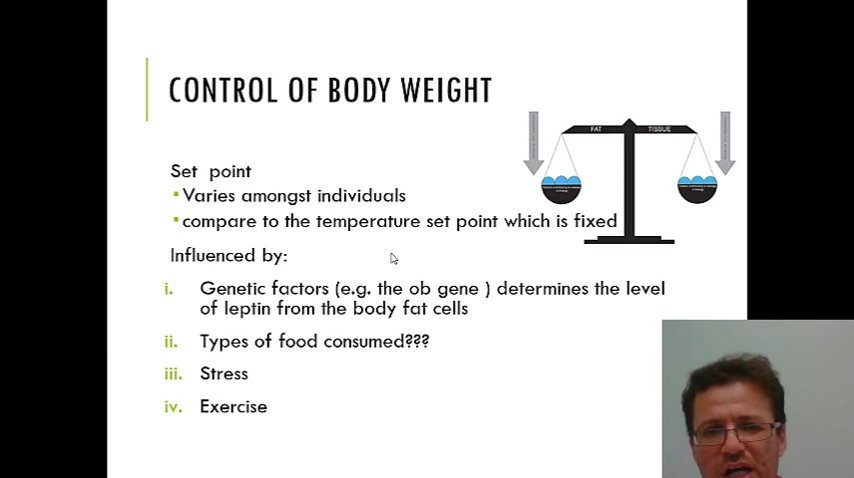 CONTROL OF BODY WEIGHT
FAT TISSUE
Set point
Varies amongst individuals
compare to the temperature set point which is fixed
Influenced by:
i. Genetic factors (e.g. the ob gene ) determines the level
of leptin from the body fat cells
ii. Types of food consumed???
iii. Stress
iv. Exercise